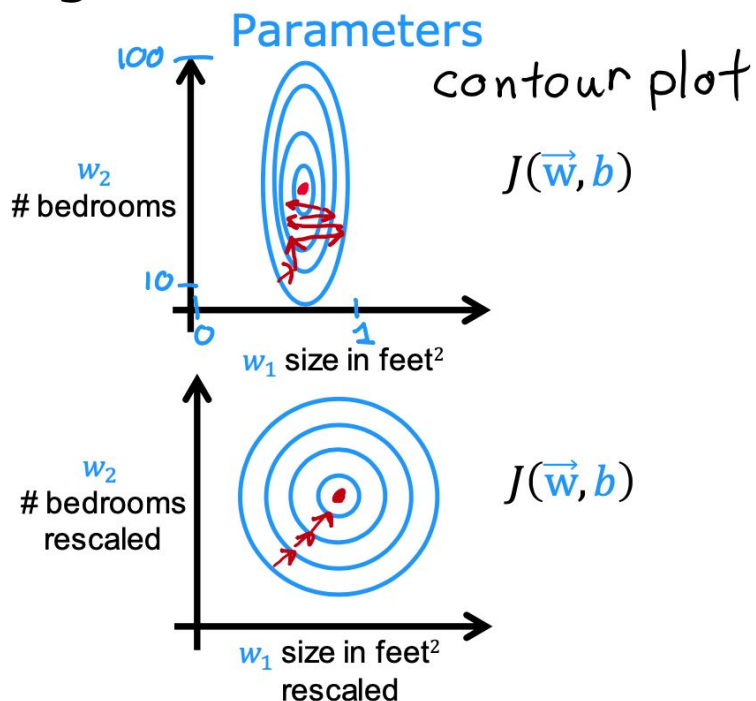 Parameters
100
contour plot
w₂
# bedrooms
J(w⃗, b)
10
0
1
w₁ size in feet²
w₂
# bedrooms
rescaled
J(w⃗, b)
w₁ size in feet²
rescaled